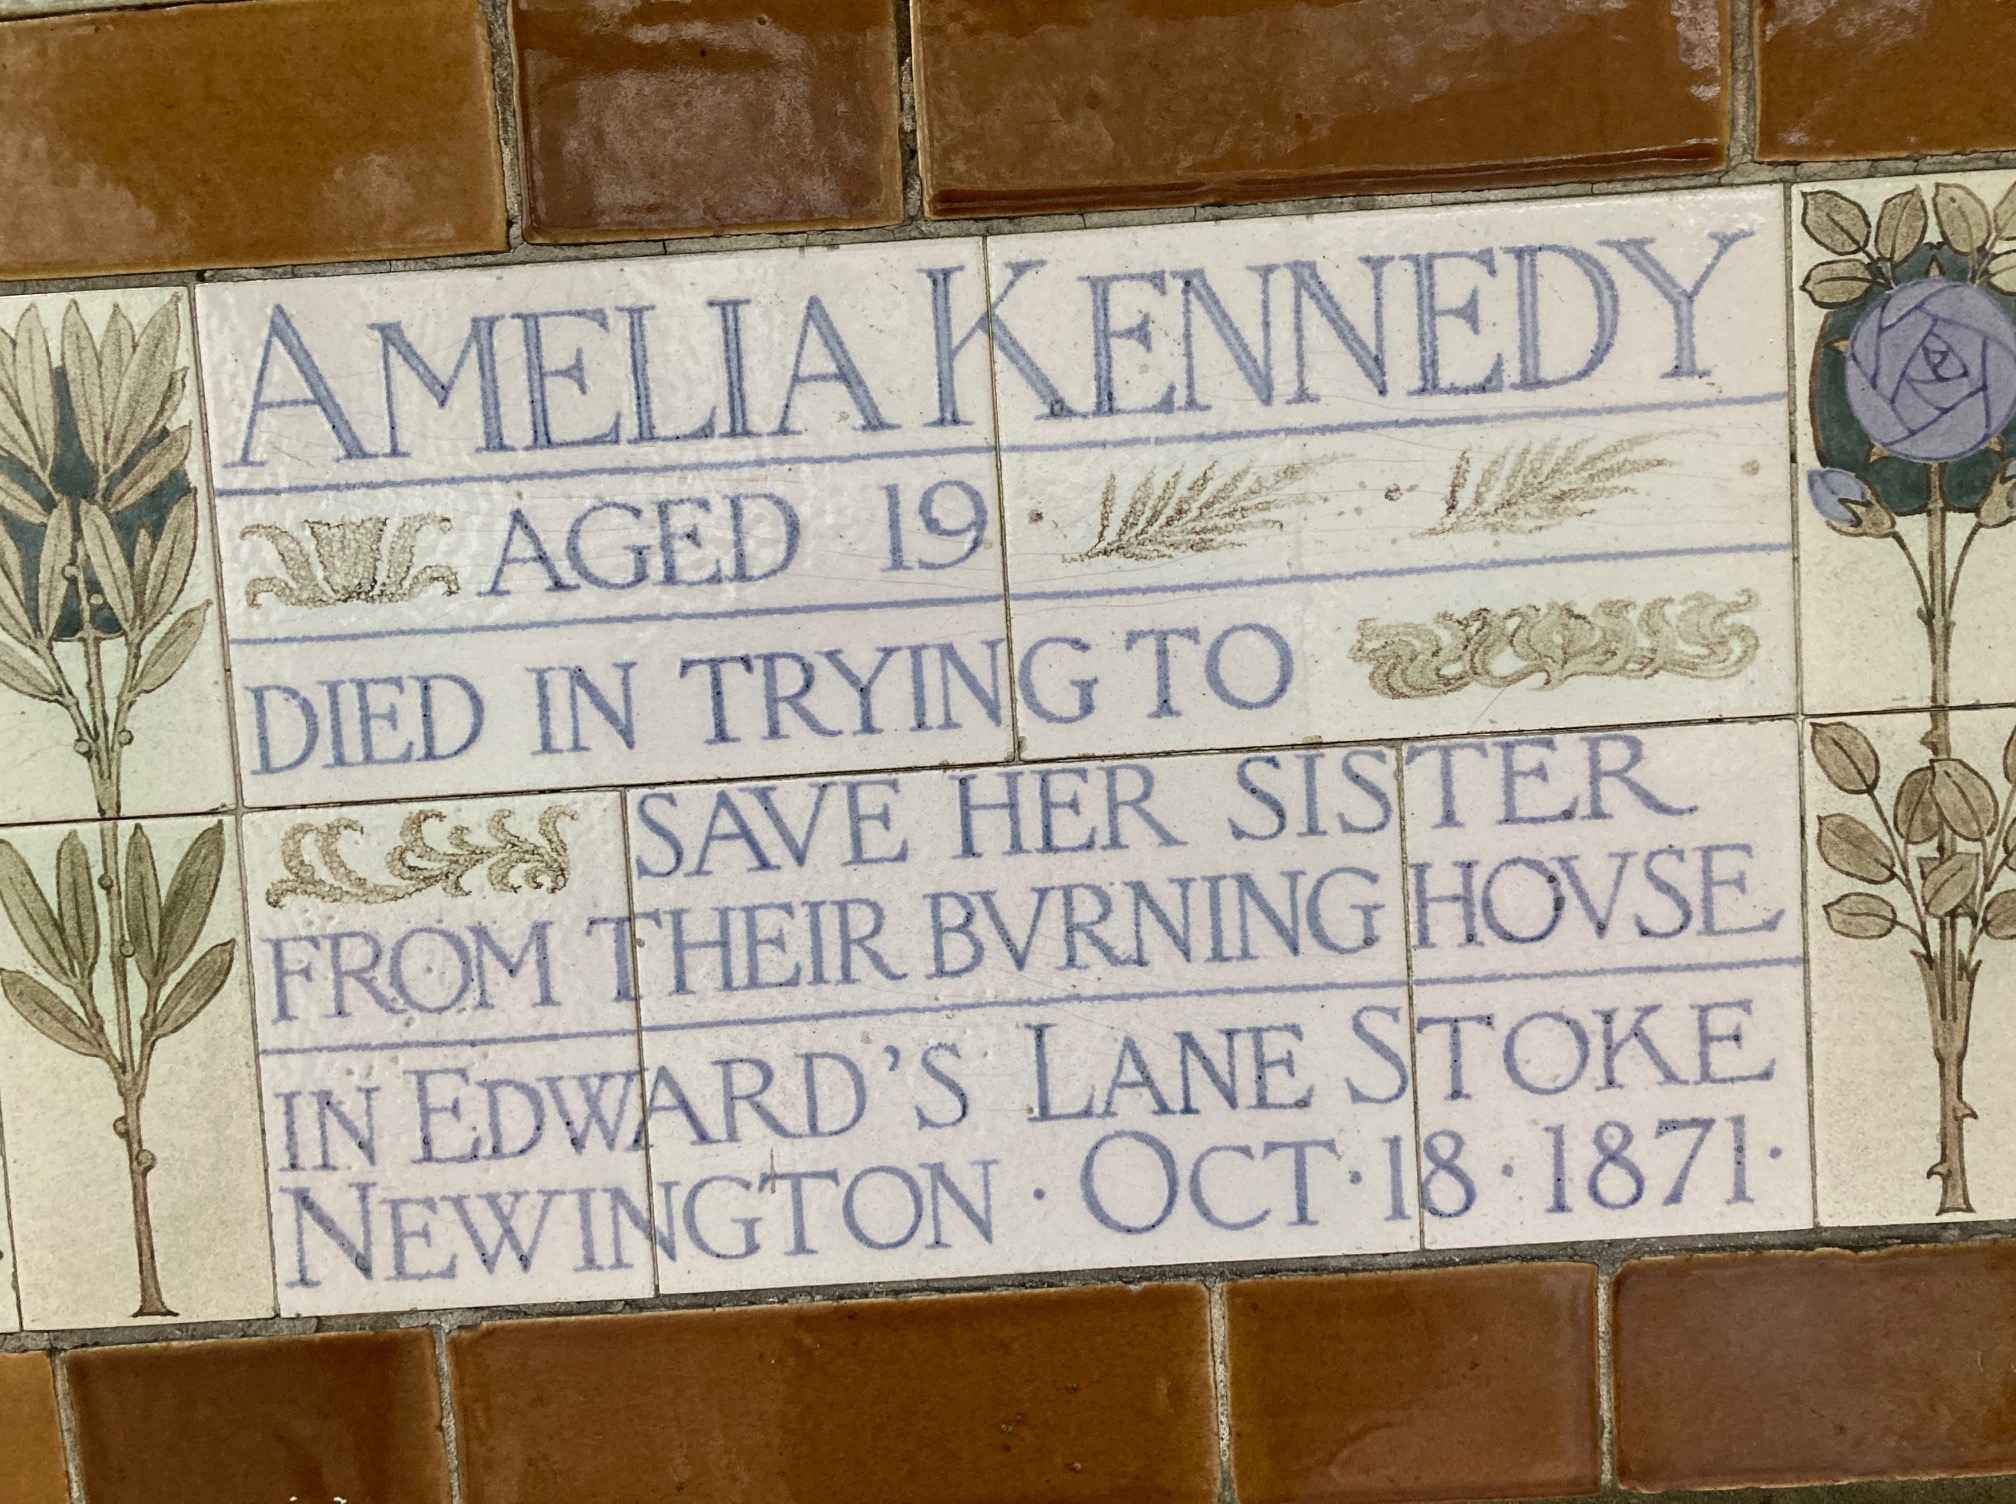 AMELIA KENNEDY
AGED 19
DIED IN TRYING TO
SAVE HER SISTER
FROM THEIR BVRNING HOVSE
IN EDWARD'S LANE STOKE
NEWINGTON · OCT · 18 · 1871 ·